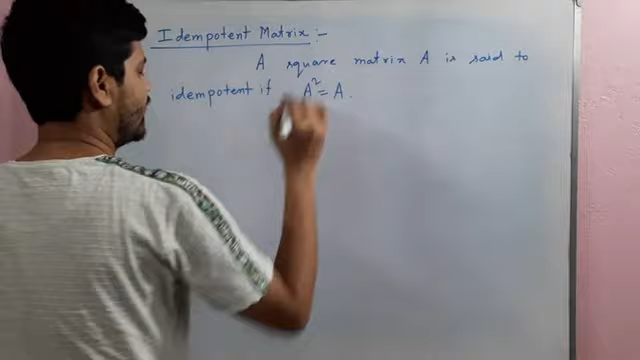 Idempotent Matrix :-
A square matrix A is said to
idempotent if A² = A.